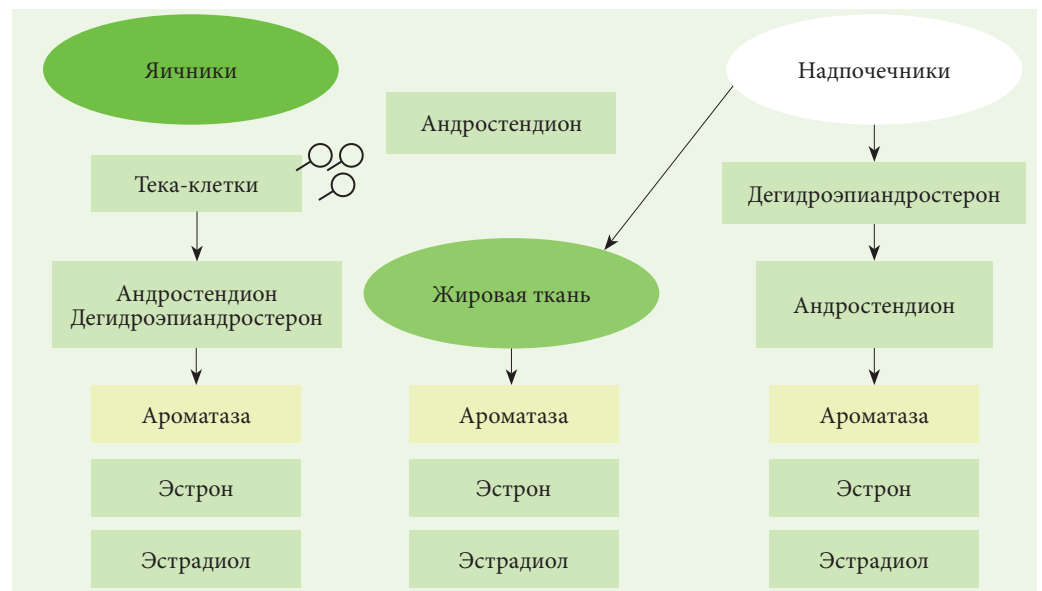 Яичники
Надпочечники
Андростендион
Тека-клетки
Дегидроэпиандростерон
Андростендион
Дегидроэпиандростерон
Жировая ткань
Андростендион
Ароматаза
Ароматаза
Ароматаза
Эстрон
Эстрон
Эстрон
Эстрадиол
Эстрадиол
Эстрадиол